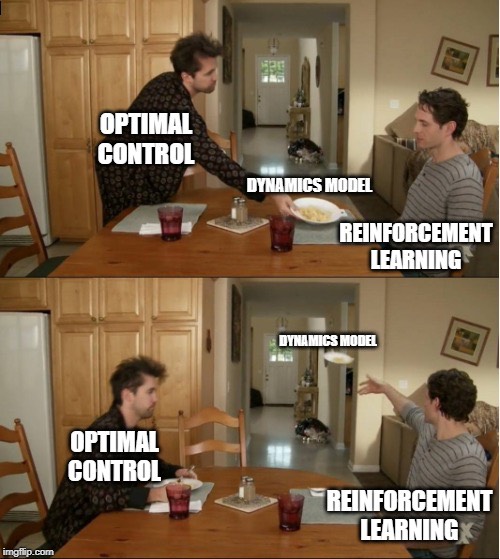 OPTIMAL
CONTROL
DYNAMICS MODEL
REINFORCEMENT
LEARNING
DYNAMICS MODEL
OPTIMAL
CONTROL
REINFORCEMENT
LEARNING
imgflip.com